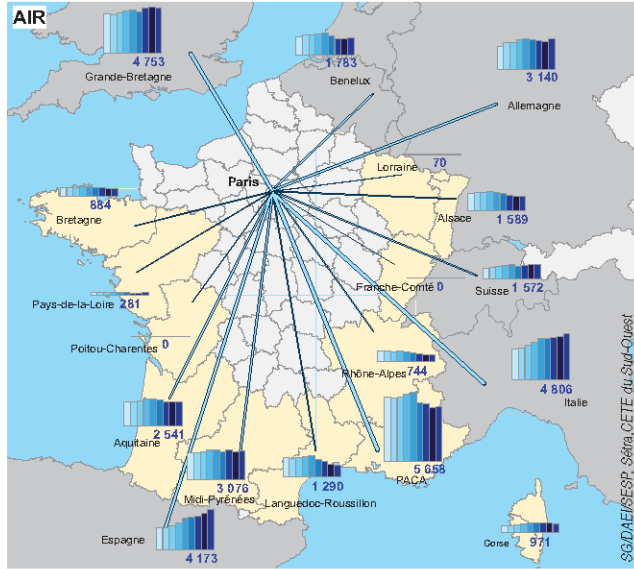 AIR
4 753
Grande-Bretagne
1 783
Benelux
3 140
Allemagne
Lorraine
70
Paris
884
Bretagne
Alsace
1 589
Pays-de-la-Loire
281
Franche-Comté
0
Suisse
1 572
Poitou-Charentes
0
Rhône-Alpes
744
4 806
Italie
Aquitaine
2 541
3 076
Midi-Pyrénées
1 290
Languedoc-Roussillon
5 658
PACA
Espagne
4 173
Corse
971
SG/DAEI/SESP, Sétra,CETE du Sud-Ouest